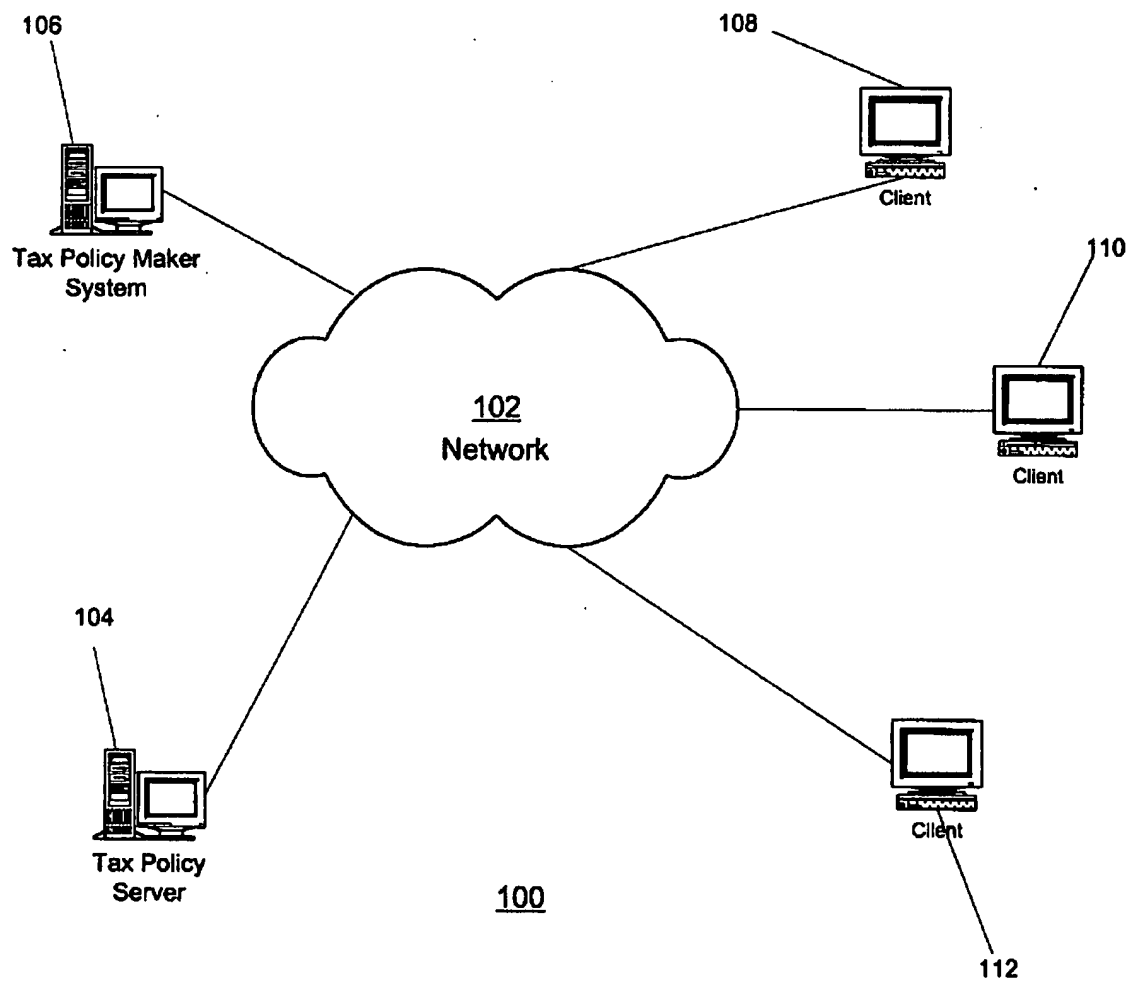 106
108
Client
Tax Policy Maker
System
110
102
Network
Client
104
Client
Tax Policy
Server
100
112